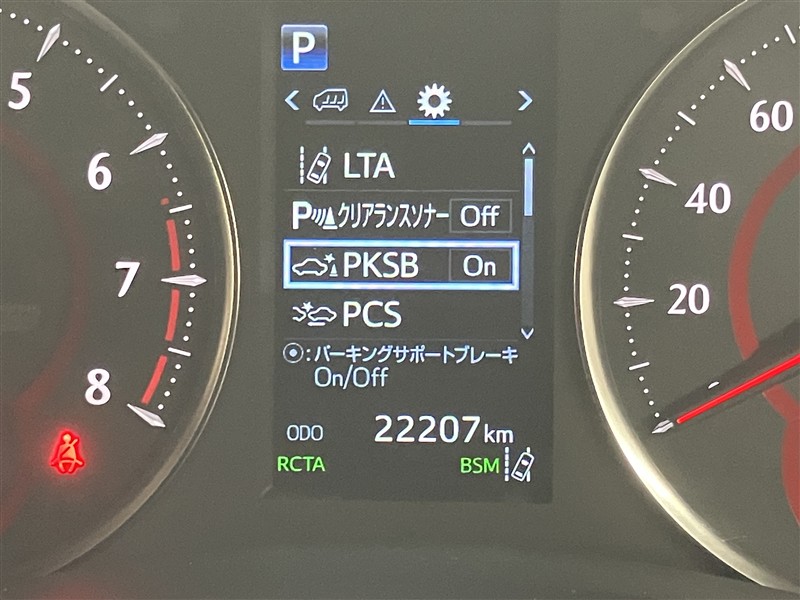 P
5
6
7
8
LTA
P クリアランスソナー Off
PKSB On
PCS
:パーキングサポートブレーキ
On/Off
ODO 22207 km
RCTA BSM
60
40
20